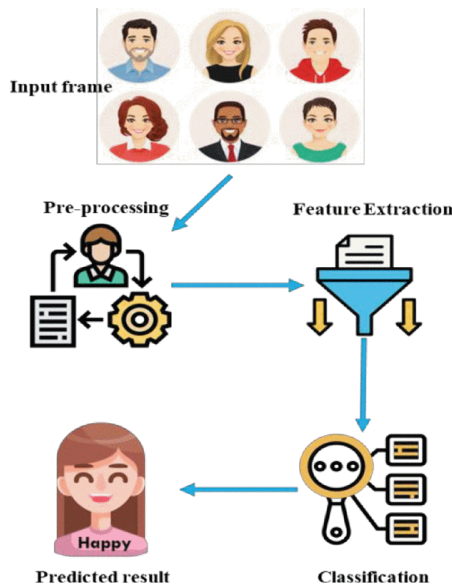 Input frame
Pre-processing
Feature Extraction
Happy
Predicted result
Classification